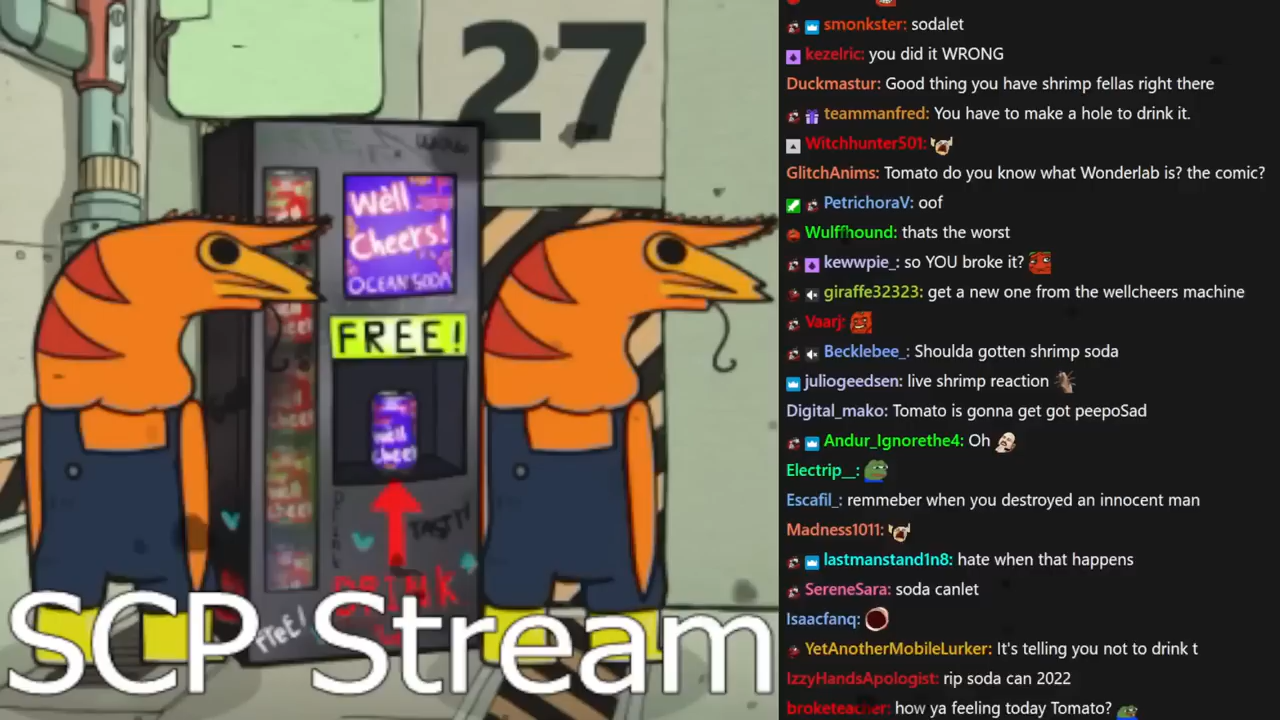 27
WOW
Well
Cheers!
OCEAN SODA
FREE!
Well
Cheers
TASTY!
DRINK
FREE!
SCP Stream
smonkster: sodalet
kezelric: you did it WRONG
Duckmastur: Good thing you have shrimp fellas right there
teammanfred: You have to make a hole to drink it.
Witchhunter501:
GlitchAnims: Tomato do you know what Wonderlab is? the comic?
PetrichoraV: oof
Wulffhound: thats the worst
kewwpie_: so YOU broke it?
giraffe32323: get a new one from the wellcheers machine
Vaarj:
Becklebee_: Shoulda gotten shrimp soda
juliogeedsen: live shrimp reaction
Digital_mako: Tomato is gonna get got peepoSad
Andur_Ignorethe4: Oh
Electrip__:
Escafil_: remmeber when you destroyed an innocent man
Madness1011:
lastmanstand1n8: hate when that happens
SereneSara: soda canlet
Isaacfanq:
YetAnotherMobileLurker: It's telling you not to drink t
IzzyHandsApologist: rip soda can 2022
broketeacher: how ya feeling today Tomato?